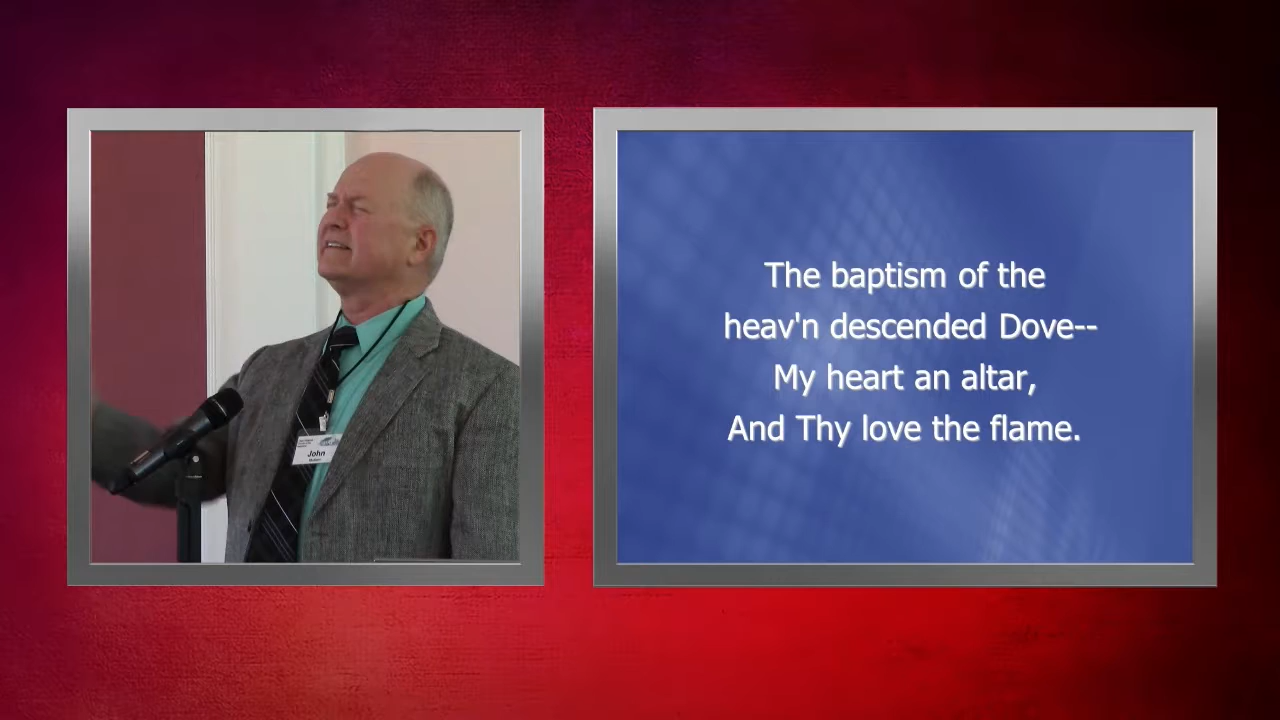 John
The baptism of the
heav'n descended Dove--
My heart an altar,
And Thy love the flame.